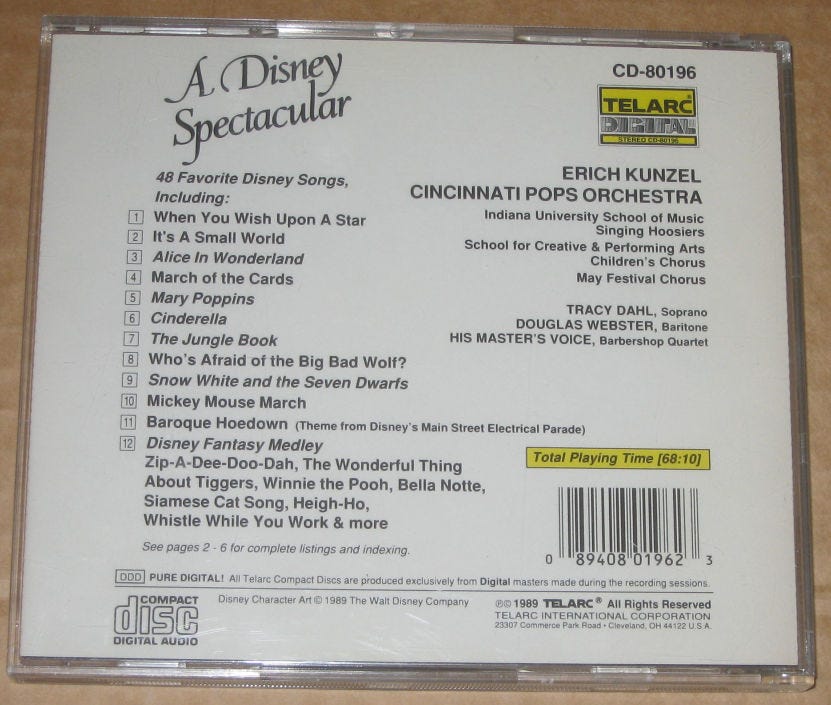 A Disney
Spectacular
48 Favorite Disney Songs,
Including:
1 When You Wish Upon A Star
2 It's A Small World
3 Alice In Wonderland
4 March of the Cards
5 Mary Poppins
6 Cinderella
7 The Jungle Book
8 Who's Afraid of the Big Bad Wolf?
9 Snow White and the Seven Dwarfs
10 Mickey Mouse March
11 Baroque Hoedown (Theme from Disney's Main Street Electrical Parade)
12 Disney Fantasy Medley
Zip-A-Dee-Doo-Dah, The Wonderful Thing
About Tiggers, Winnie the Pooh, Bella Notte,
Siamese Cat Song, Heigh-Ho,
Whistle While You Work & more
See pages 2 - 6 for complete listings and indexing.
CD-80196
TELARC®
DIGITAL
STEREO CD-80196
ERICH KUNZEL
CINCINNATI POPS ORCHESTRA
Indiana University School of Music
Singing Hoosiers
School for Creative & Performing Arts
Children's Chorus
May Festival Chorus
TRACY DAHL, Soprano
DOUGLAS WEBSTER, Baritone
HIS MASTER'S VOICE, Barbershop Quartet
Total Playing Time [68:10]
0 89408 01962 3
DDD PURE DIGITAL! All Telarc Compact Discs are produced exclusively from Digital masters made during the recording sessions.
COMPACT
disc
DIGITAL AUDIO
Disney Character Art © 1989 The Walt Disney Company
℗© 1989 TELARC® All Rights Reserved
TELARC INTERNATIONAL CORPORATION
23307 Commerce Park Road • Cleveland, OH 44122 U.S.A.